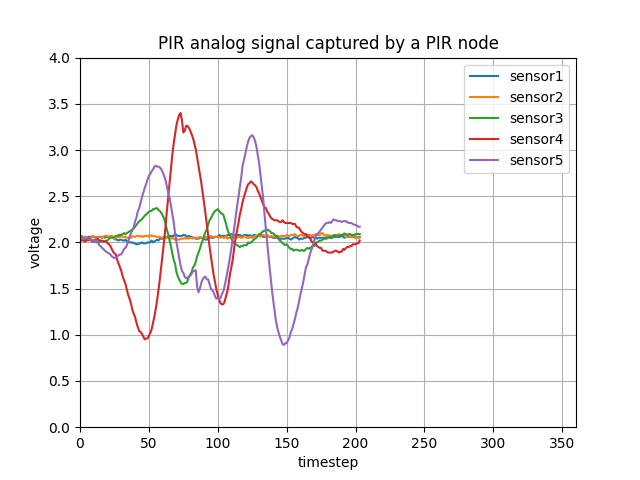 PIR analog signal captured by a PIR node
4.0
3.5
3.0
2.5
2.0
1.5
1.0
0.5
0.0
voltage
0 50 100 150 200 250 300 350
timestep
sensor1
sensor2
sensor3
sensor4
sensor5